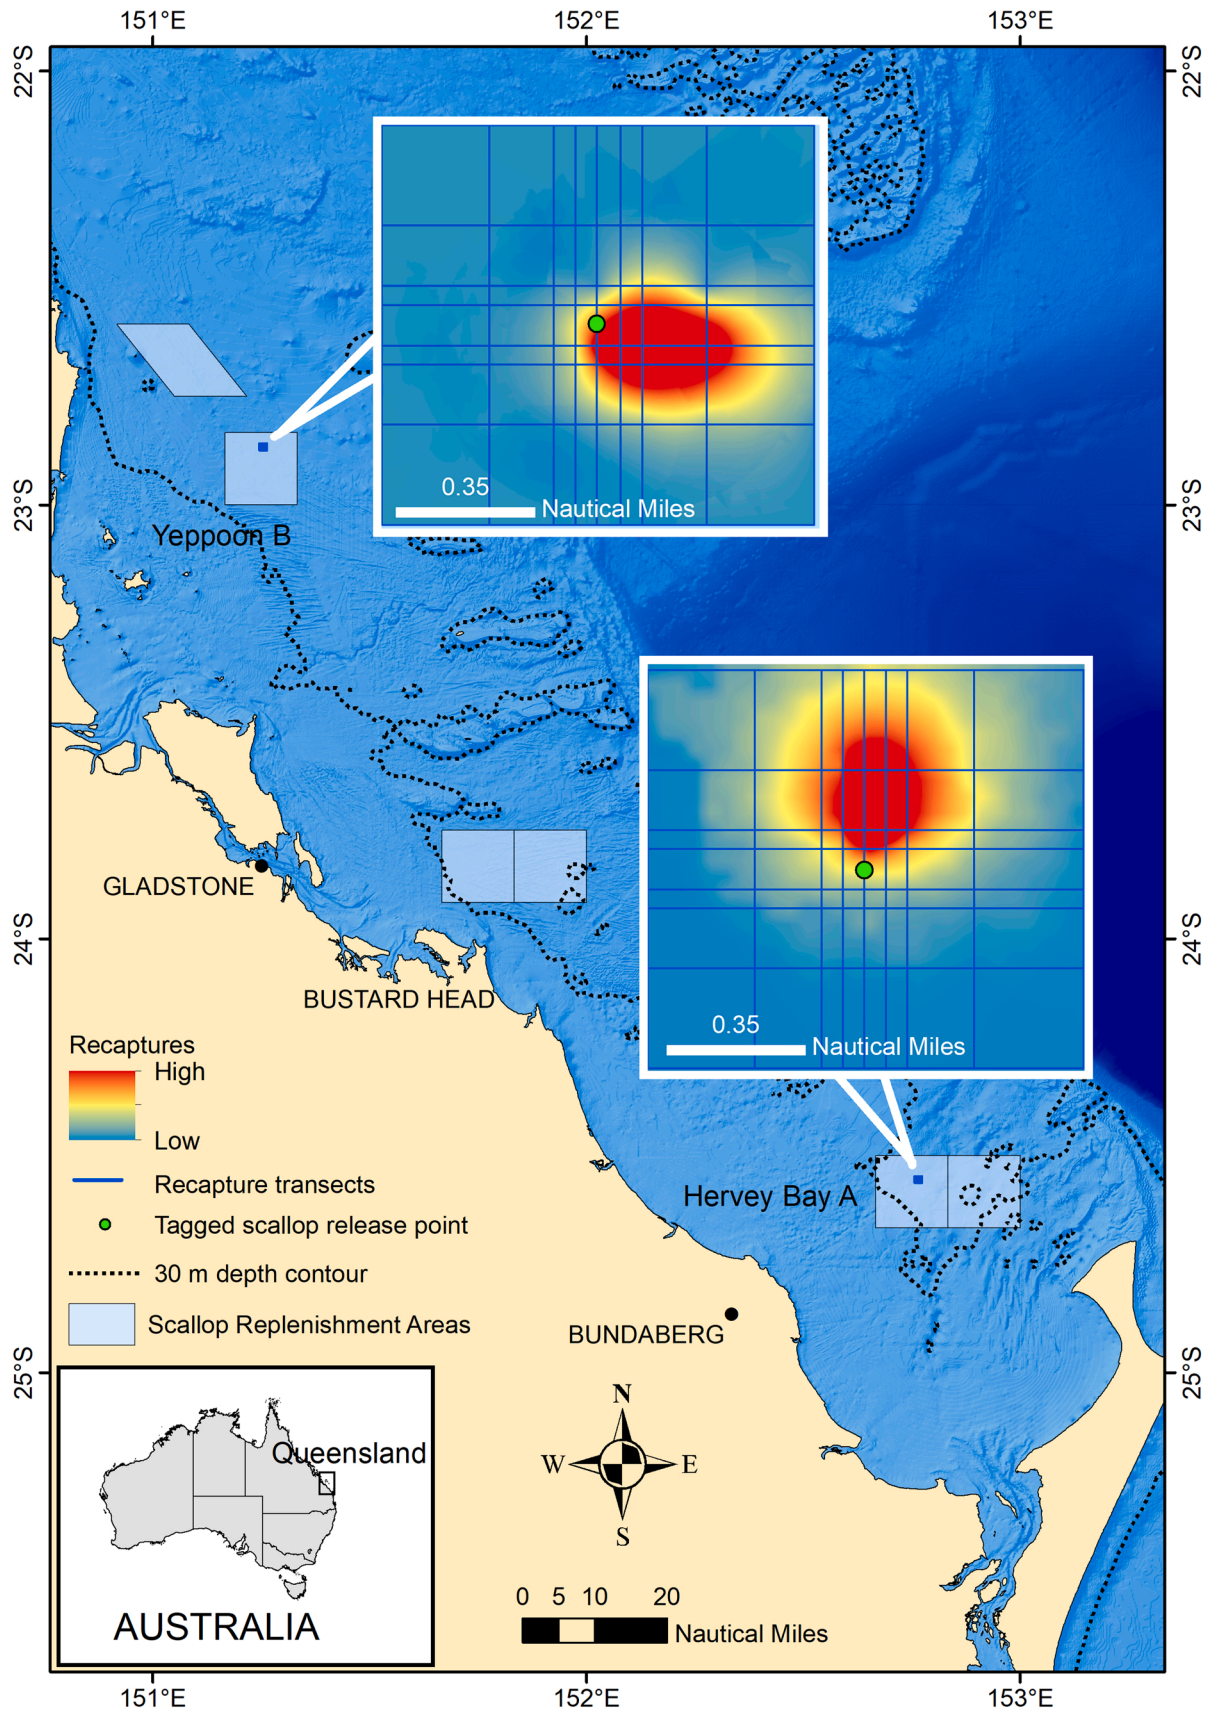 151°E
152°E
153°E
22°S
22°S
0.35
Nautical Miles
23°S
23°S
Yeppoon B
GLADSTONE
24°S
24°S
BUSTARD HEAD
0.35
Nautical Miles
Recaptures
High
Low
Recapture transects
Tagged scallop release point
30 m depth contour
Scallop Replenishment Areas
Hervey Bay A
BUNDABERG
25°S
25°S
Queensland
AUSTRALIA
N
W
E
S
0 5 10 20
Nautical Miles
151°E
152°E
153°E